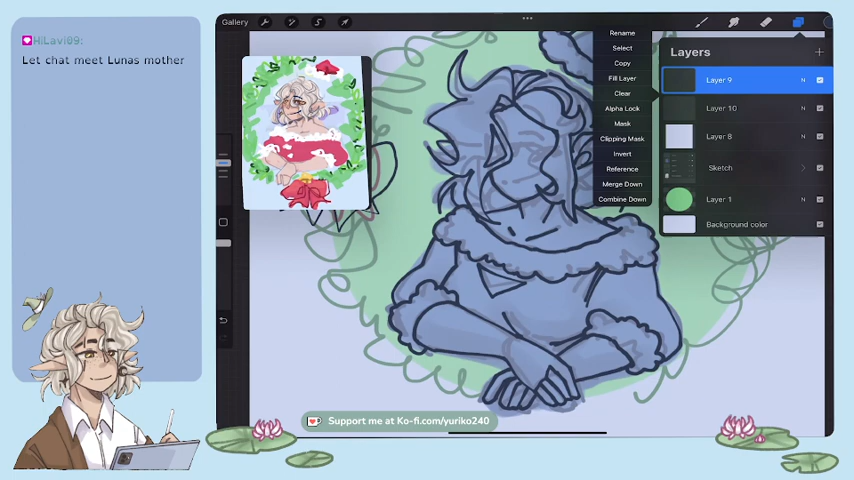 HiLavi09:
Let chat meet Lunas mother
Gallery
Rename
Select
Copy
Fill Layer
Clear
Alpha Lock
Mask
Clipping Mask
Invert
Reference
Merge Down
Combine Down
Layers
Layer 9
N
Layer 10
N
Layer 8
N
Sketch
Layer 1
N
Background color
Support me at Ko-fi.com/yuriko240